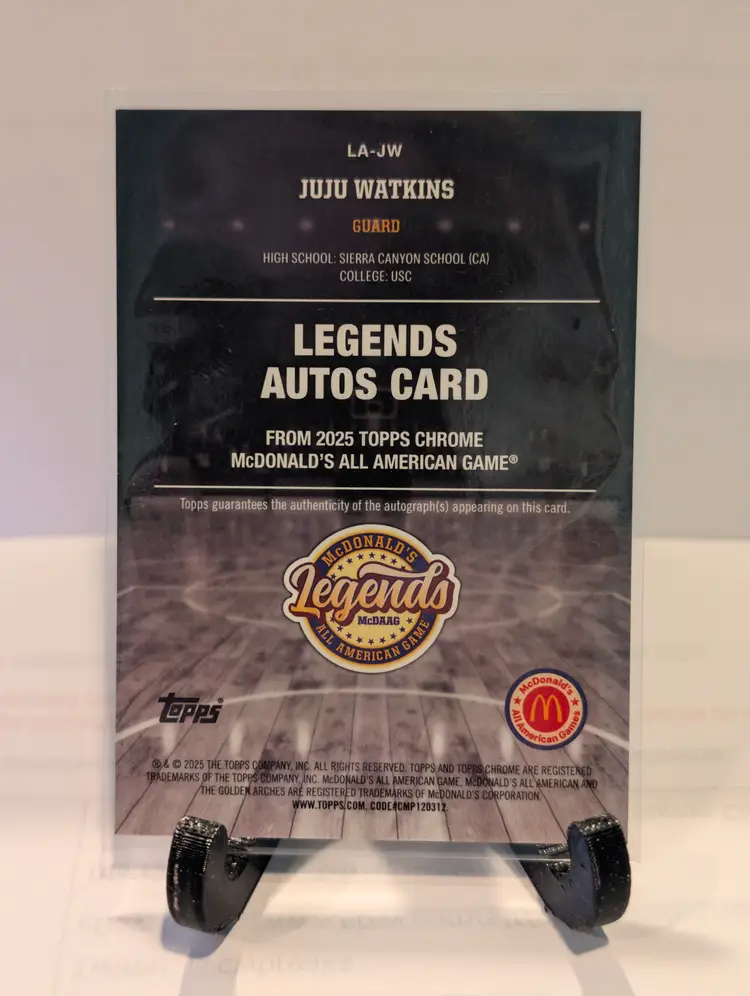 LA-JW
JUJU WATKINS
GUARD
HIGH SCHOOL: SIERRA CANYON SCHOOL (CA)
COLLEGE: USC
LEGENDS
AUTOS CARD
FROM 2025 TOPPS CHROME
McDONALD'S ALL AMERICAN GAME®
Topps guarantees the authenticity of the autograph(s) appearing on this card.
McDONALD'S
Legends
McDAAG
ALL AMERICAN GAME
Topps®
McDonald's
All American Games
® & © 2025 THE TOPPS COMPANY, INC. ALL RIGHTS RESERVED. TOPPS AND TOPPS CHROME ARE REGISTERED
TRADEMARKS OF THE TOPPS COMPANY, INC. McDONALD'S ALL AMERICAN GAME, McDONALD'S ALL AMERICAN AND
THE GOLDEN ARCHES ARE REGISTERED TRADEMARKS OF McDONALD'S CORPORATION.
WWW.TOPPS.COM. CODE#CMP120312